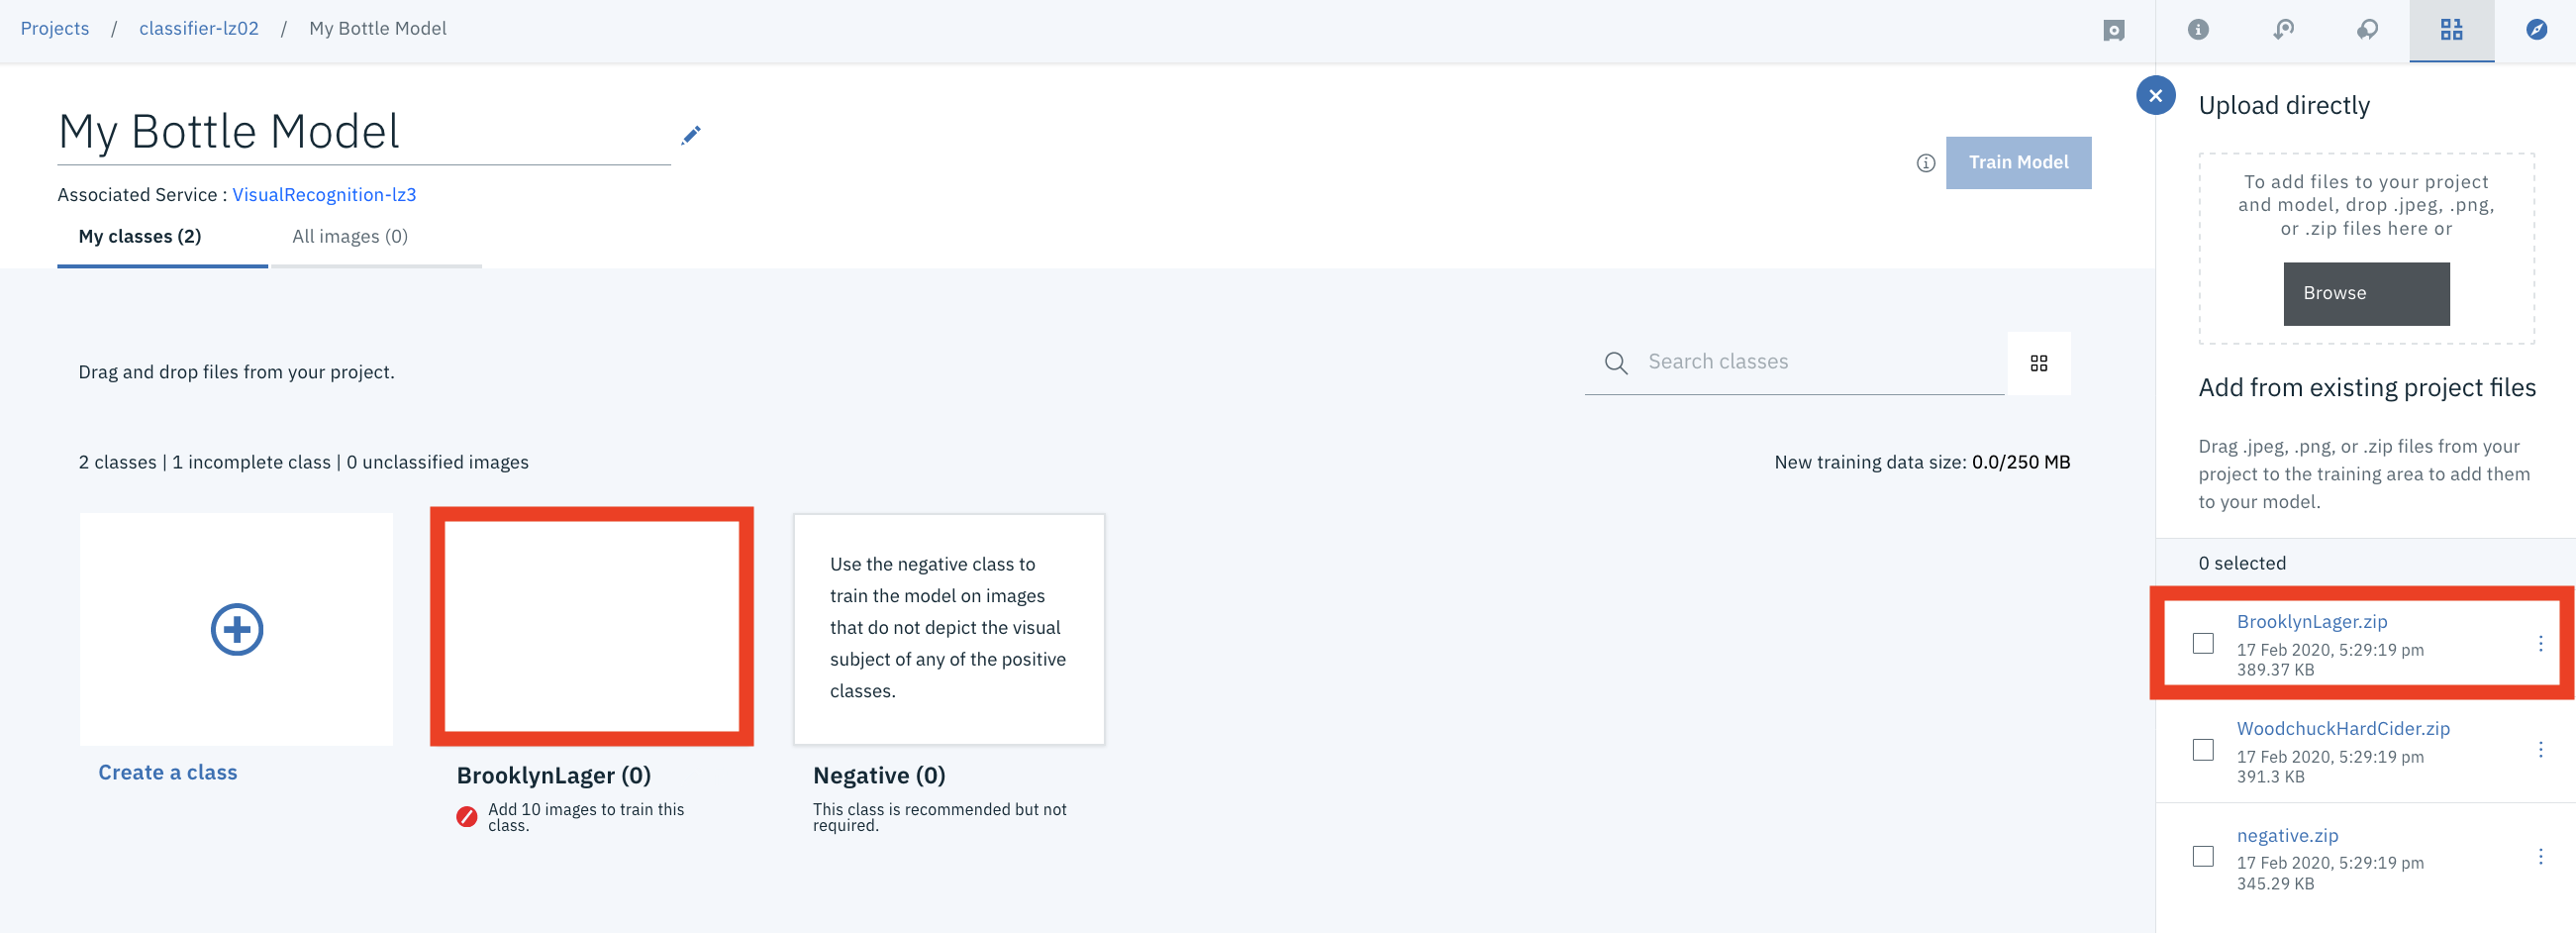 Projects / classifier-lz02 / My Bottle Model
My Bottle Model
Associated Service : VisualRecognition-lz3
Train Model
My classes (2)
All images (0)
Drag and drop files from your project.
Search classes
2 classes | 1 incomplete class | 0 unclassified images
New training data size: 0.0/250 MB
Create a class
BrooklynLager (0)
Add 10 images to train this
class.
Use the negative class to
train the model on images
that do not depict the visual
subject of any of the positive
classes.
Negative (0)
This class is recommended but not
required.
Upload directly
To add files to your project
and model, drop .jpeg, .png,
or .zip files here or
Browse
Add from existing project files
Drag .jpeg, .png, or .zip files from your
project to the training area to add them
to your model.
0 selected
BrooklynLager.zip
17 Feb 2020, 5:29:19 pm
389.37 KB
WoodchuckHardCider.zip
17 Feb 2020, 5:29:19 pm
391.3 KB
negative.zip
17 Feb 2020, 5:29:19 pm
345.29 KB